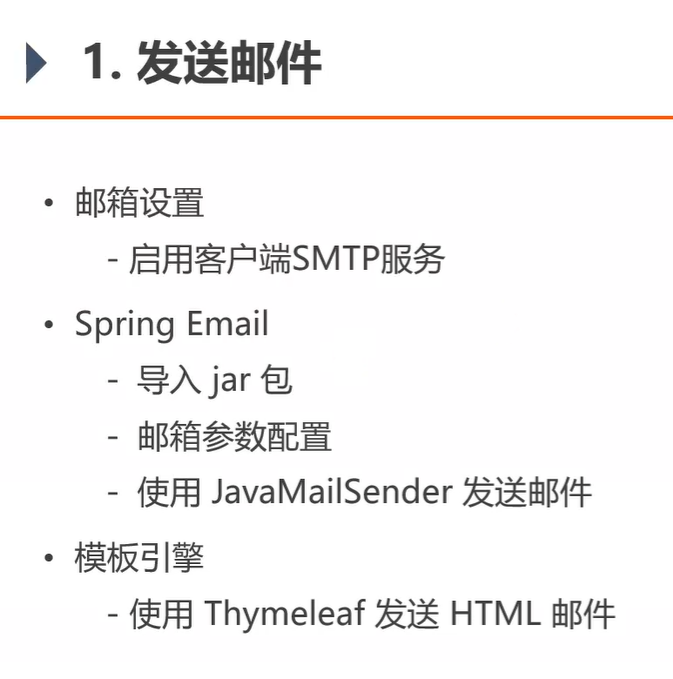 1. 发送邮件
• 邮箱设置
- 启用客户端SMTP服务
• Spring Email
- 导入 jar 包
- 邮箱参数配置
- 使用 JavaMailSender 发送邮件
• 模板引擎
- 使用 Thymeleaf 发送 HTML 邮件